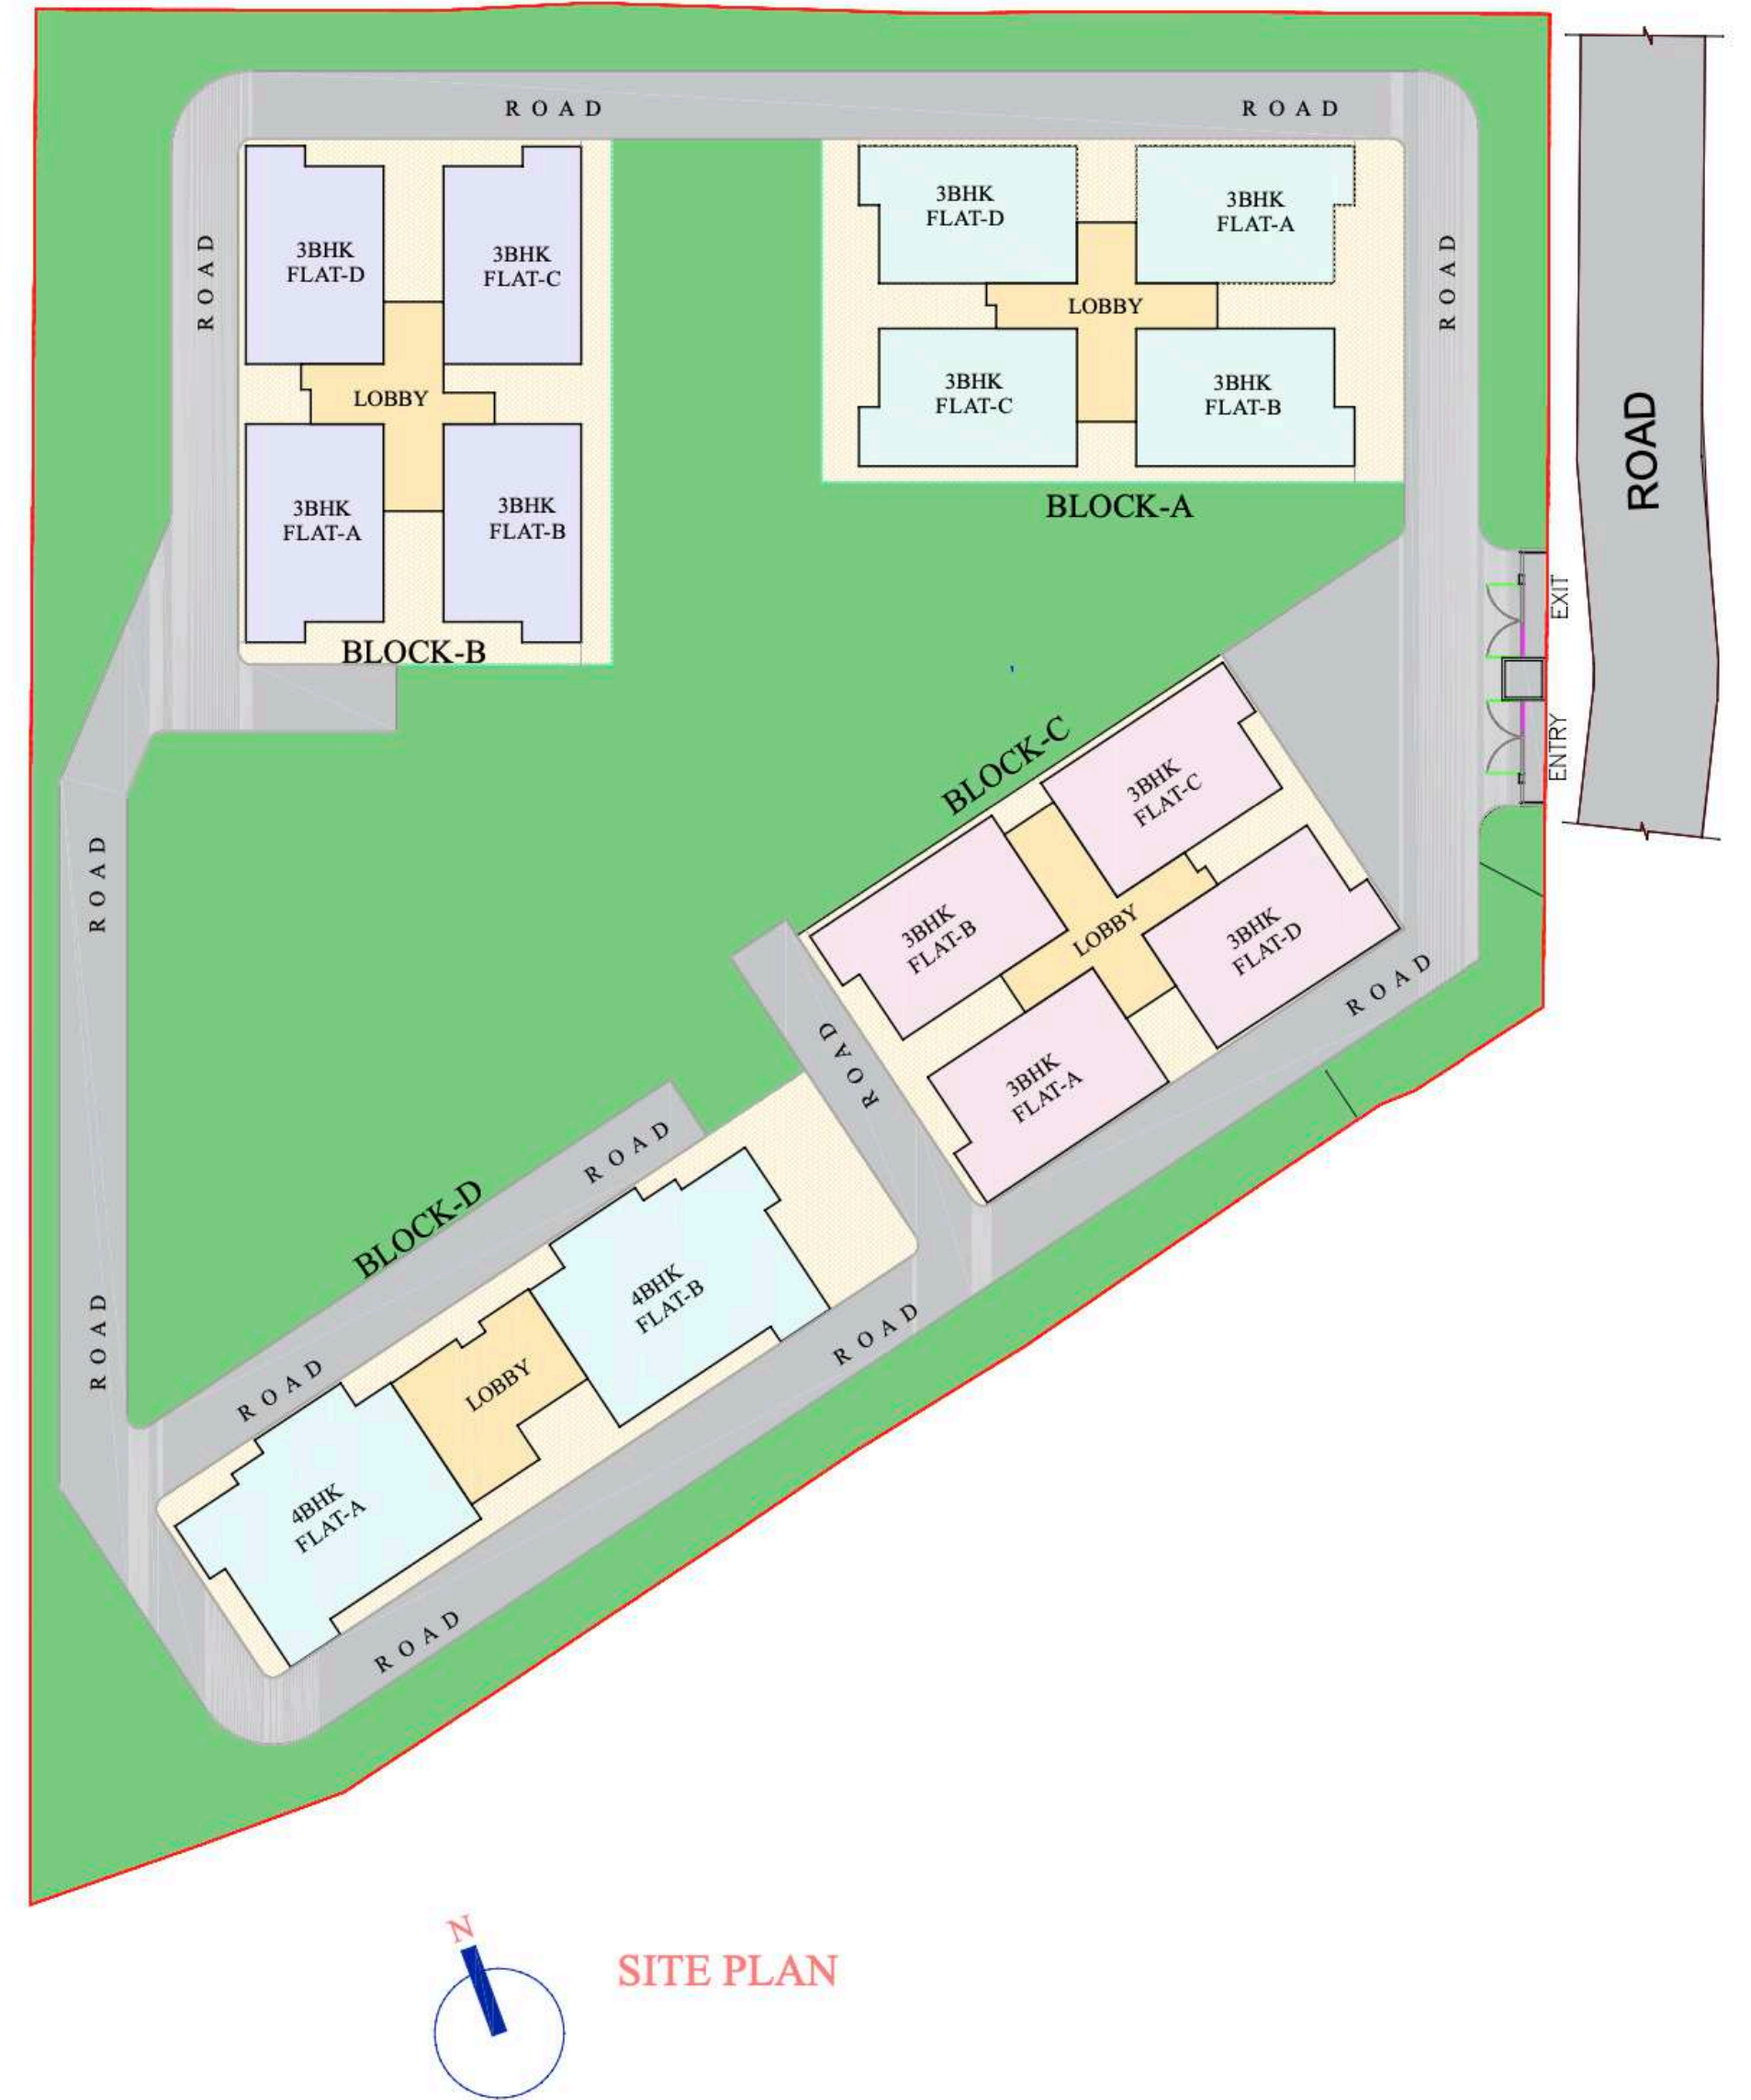 ROAD
ROAD
ROAD
ROAD
ROAD
3BHK
FLAT-D
3BHK
FLAT-C
LOBBY
3BHK
FLAT-A
3BHK
FLAT-B
BLOCK-B
3BHK
FLAT-D
3BHK
FLAT-A
LOBBY
3BHK
FLAT-C
3BHK
FLAT-B
BLOCK-A
EXIT
ENTRY
BLOCK-C
3BHK
FLAT-C
3BHK
FLAT-B
LOBBY
3BHK
FLAT-D
3BHK
FLAT-A
ROAD
ROAD
ROAD
ROAD
BLOCK-D
ROAD
4BHK
FLAT-B
ROAD
LOBBY
ROAD
ROAD
4BHK
FLAT-A
ROAD
N
SITE PLAN